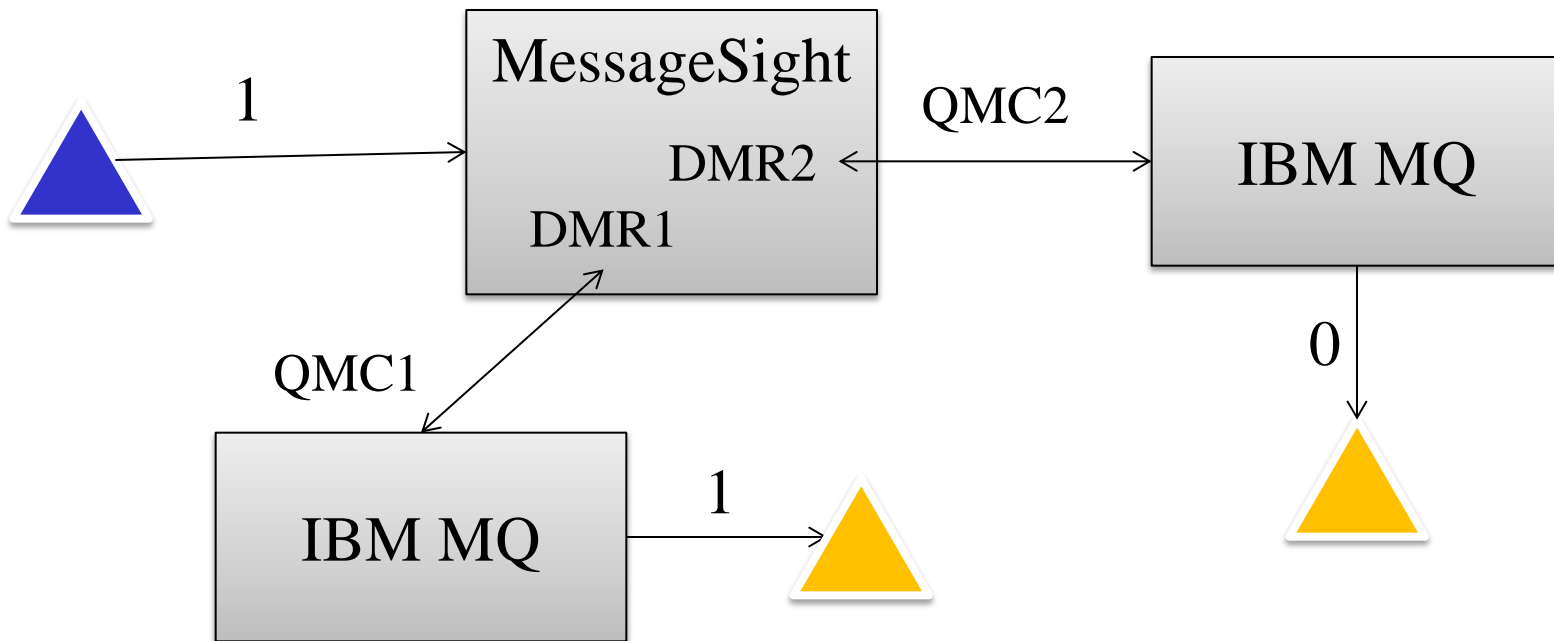 MessageSight
1
QMC2
DMR2
IBM MQ
DMR1
0
QMC1
1
IBM MQ